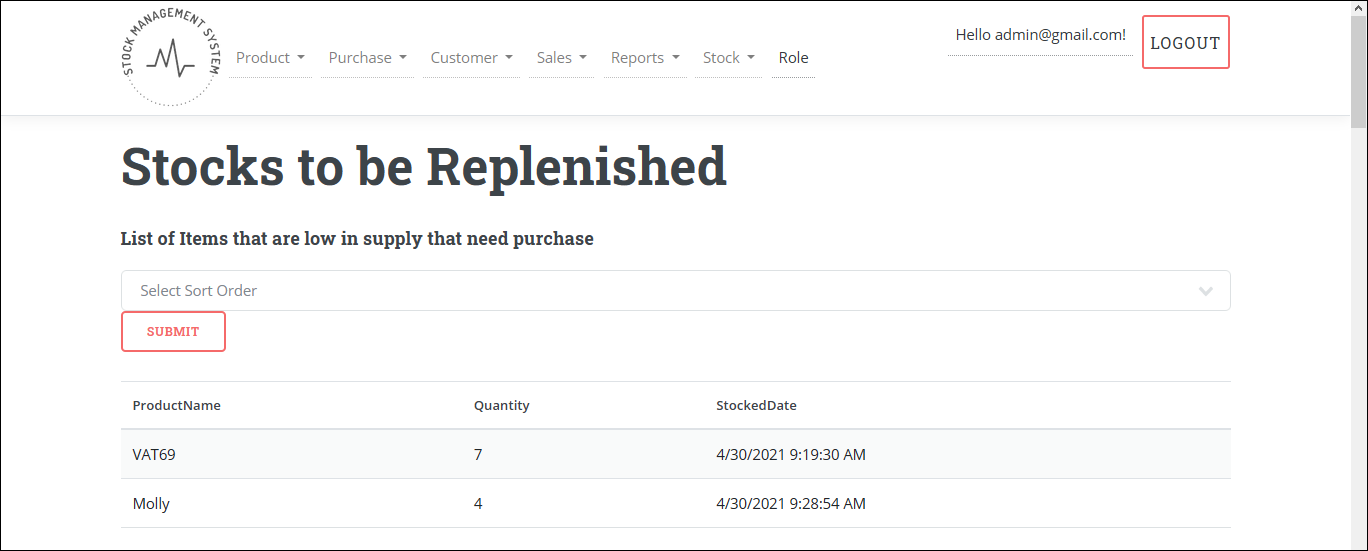 STOCK MANAGEMENT SYSTEM
Product Purchase Customer Sales Reports Stock Role
Hello admin@gmail.com! LOGOUT
Stocks to be Replenished
List of Items that are low in supply that need purchase
Select Sort Order
SUBMIT
ProductName Quantity StockedDate
VAT69 7 4/30/2021 9:19:30 AM
Molly 4 4/30/2021 9:28:54 AM